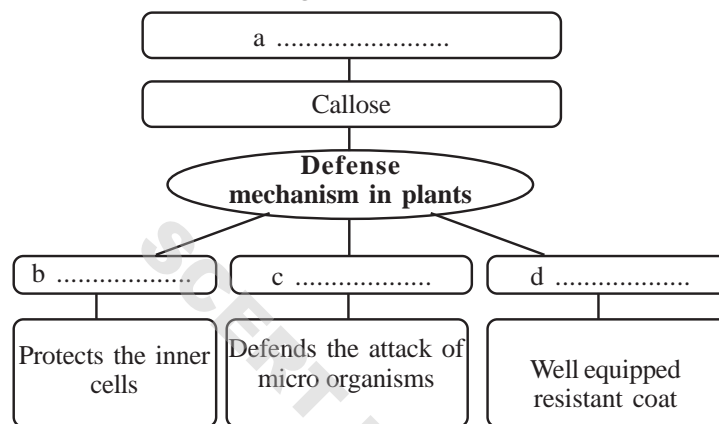 a ........................
Callose
Defense
mechanism in plants
b ...................
c ...................
d ...................
Protects the inner
cells
Defends the attack of
micro organisms
Well equipped
resistant coat
SCERT